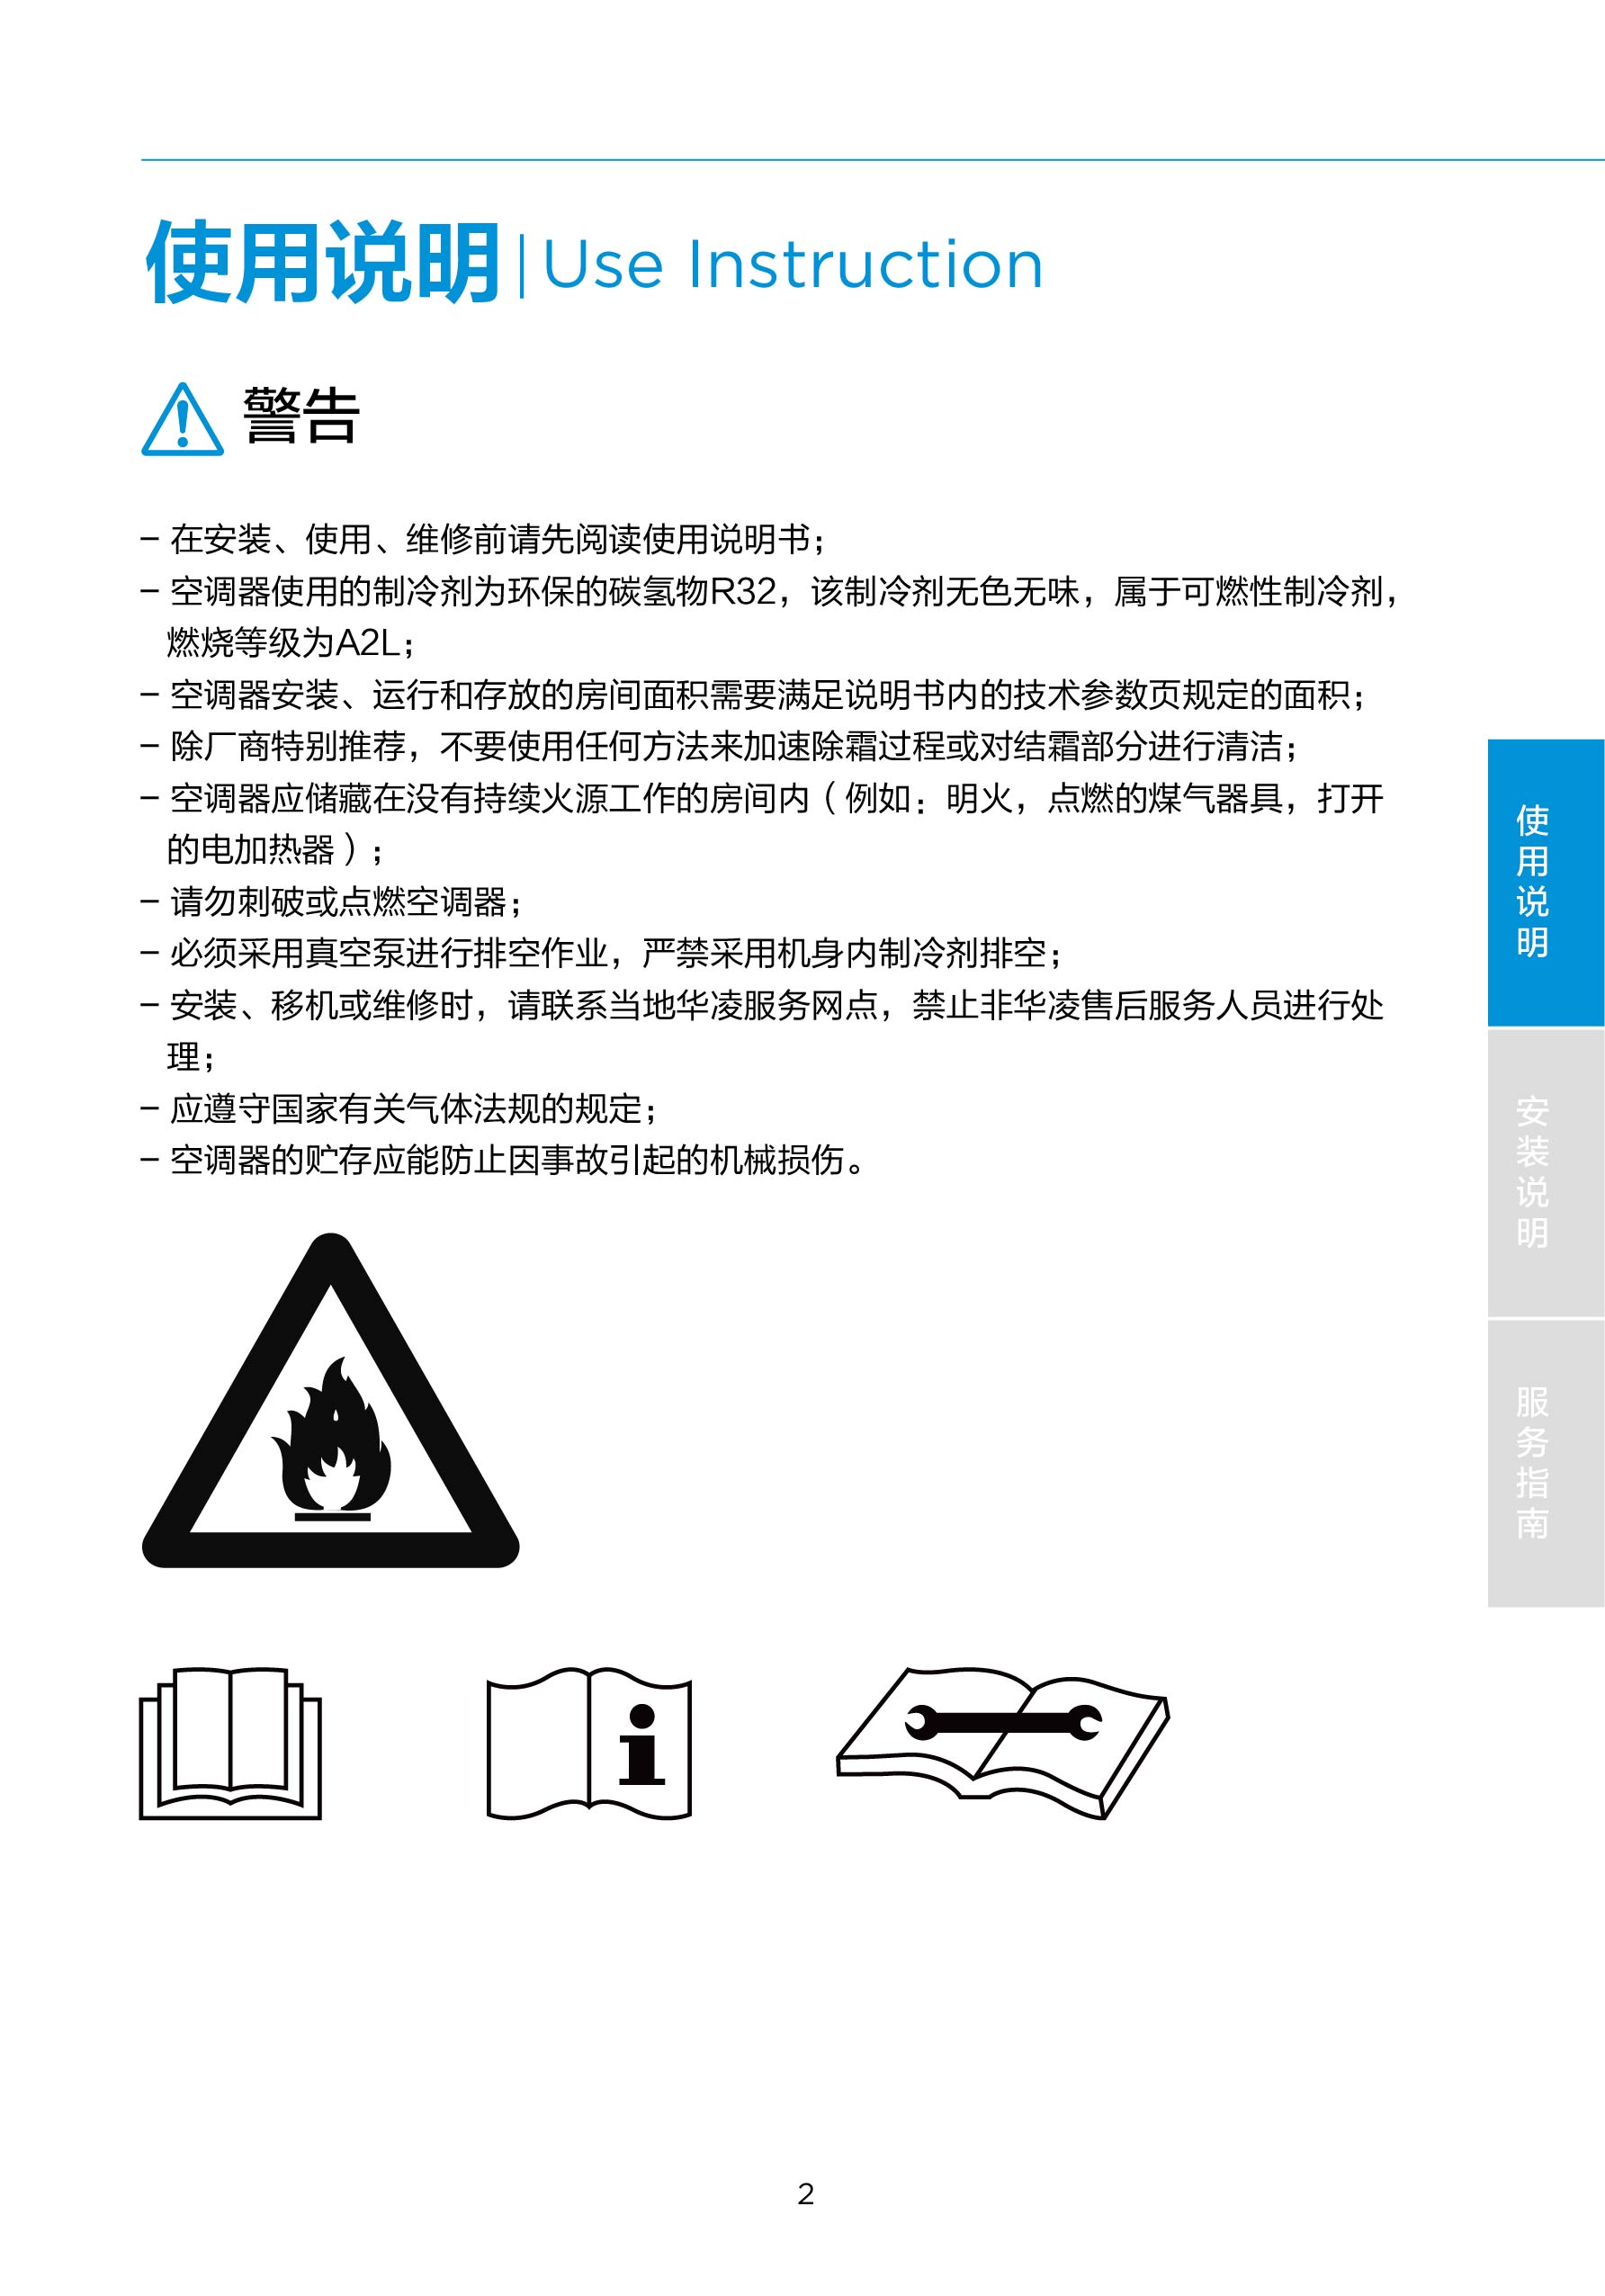 使用说明|Use Instruction
警告
- 在安装、使用、维修前请先阅读使用说明书；
- 空调器使用的制冷剂为环保的碳氢物R32，该制冷剂无色无味，属于可燃性制冷剂，
燃烧等级为A2L；
- 空调器安装、运行和存放的房间面积需要满足说明书内的技术参数页规定的面积；
- 除厂商特别推荐，不要使用任何方法来加速除霜过程或对结霜部分进行清洁；
- 空调器应储藏在没有持续火源工作的房间内（例如：明火，点燃的煤气器具，打开
的电加热器）；
- 请勿刺破或点燃空调器；
- 必须采用真空泵进行排空作业，严禁采用机身内制冷剂排空；
- 安装、移机或维修时，请联系当地华凌服务网点，禁止非华凌售后服务人员进行处
理；
- 应遵守国家有关气体法规的规定；
- 空调器的贮存应能防止因事故引起的机械损伤。
使用说明
安装说明
服务指南
2